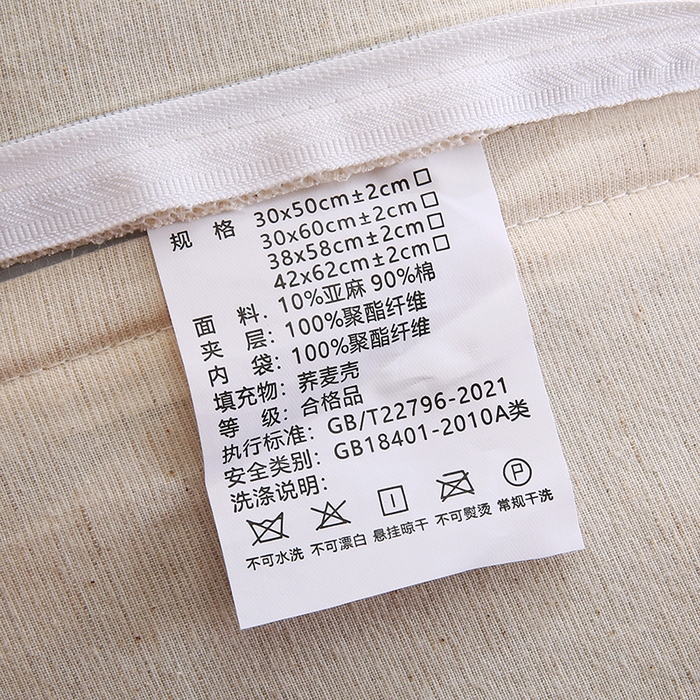 规 格 30x50cm±2cm□
30x60cm±2cm□
38x58cm±2cm□
42x62cm±2cm□
面 料: 10%亚麻 90%棉
夹 层: 100%聚酯纤维
内 袋: 100%聚酯纤维
填充物: 荞麦壳
等 级: 合格品
执行标准: GB/T22796-2021
安全类别: GB18401-2010A类
洗涤说明:
P
不可水洗 不可漂白 悬挂晾干 不可熨烫 常规干洗